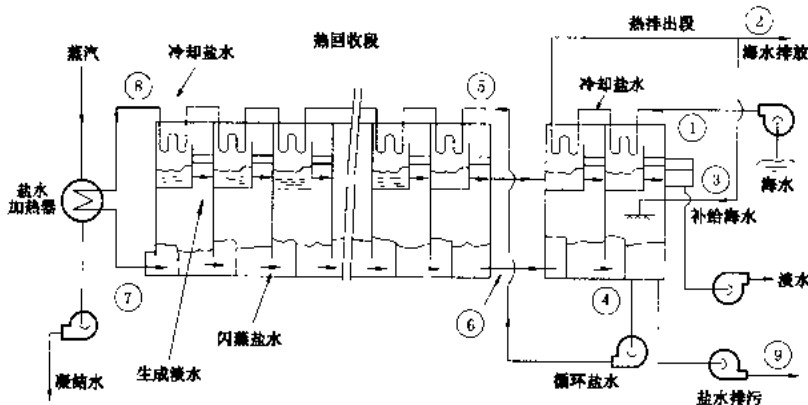 ②
热排出段
热回收段
蒸汽
冷却盐水
海水排放
⑧
⑤
冷却盐水
①
盐水
加热器
③
海水
补给海水
⑦
④
淡水
⑥
闪蒸盐水
⑨
凝结水
生成淡水
循环盐水
盐水排污